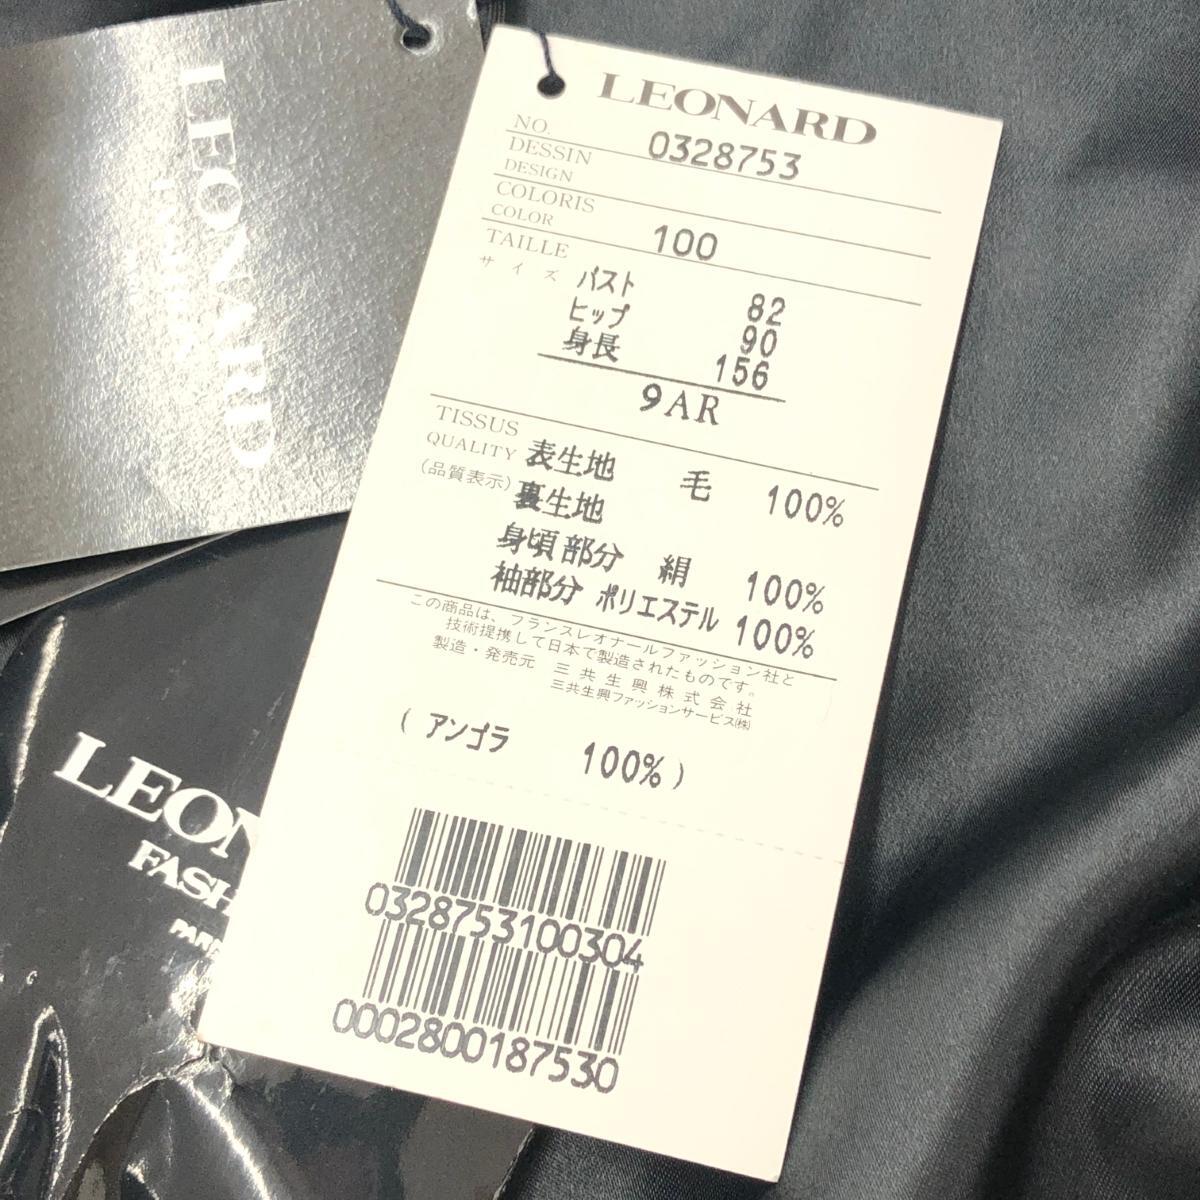 LEONARD
LEONARD
NO.
0328753
DESSIN
DESIGN
COLORIS
COLOR
100
TAILLE
サイズ
バスト 82
ヒップ 90
身長 156
9AR
TISSUS
QUALITY
(品質表示)
表生地 毛 100%
裏生地
身頃部分 絹 100%
袖部分 ポリエステル 100%
この商品は、フランスレオナールファッション社と
技術提携して日本で製造されたものです。
製造・発売元 三共生興株式会社
三共生興ファッションサービス㈱
( アンゴラ 100% )
0328753100304
0002800187530
LEON
FASH
PAR